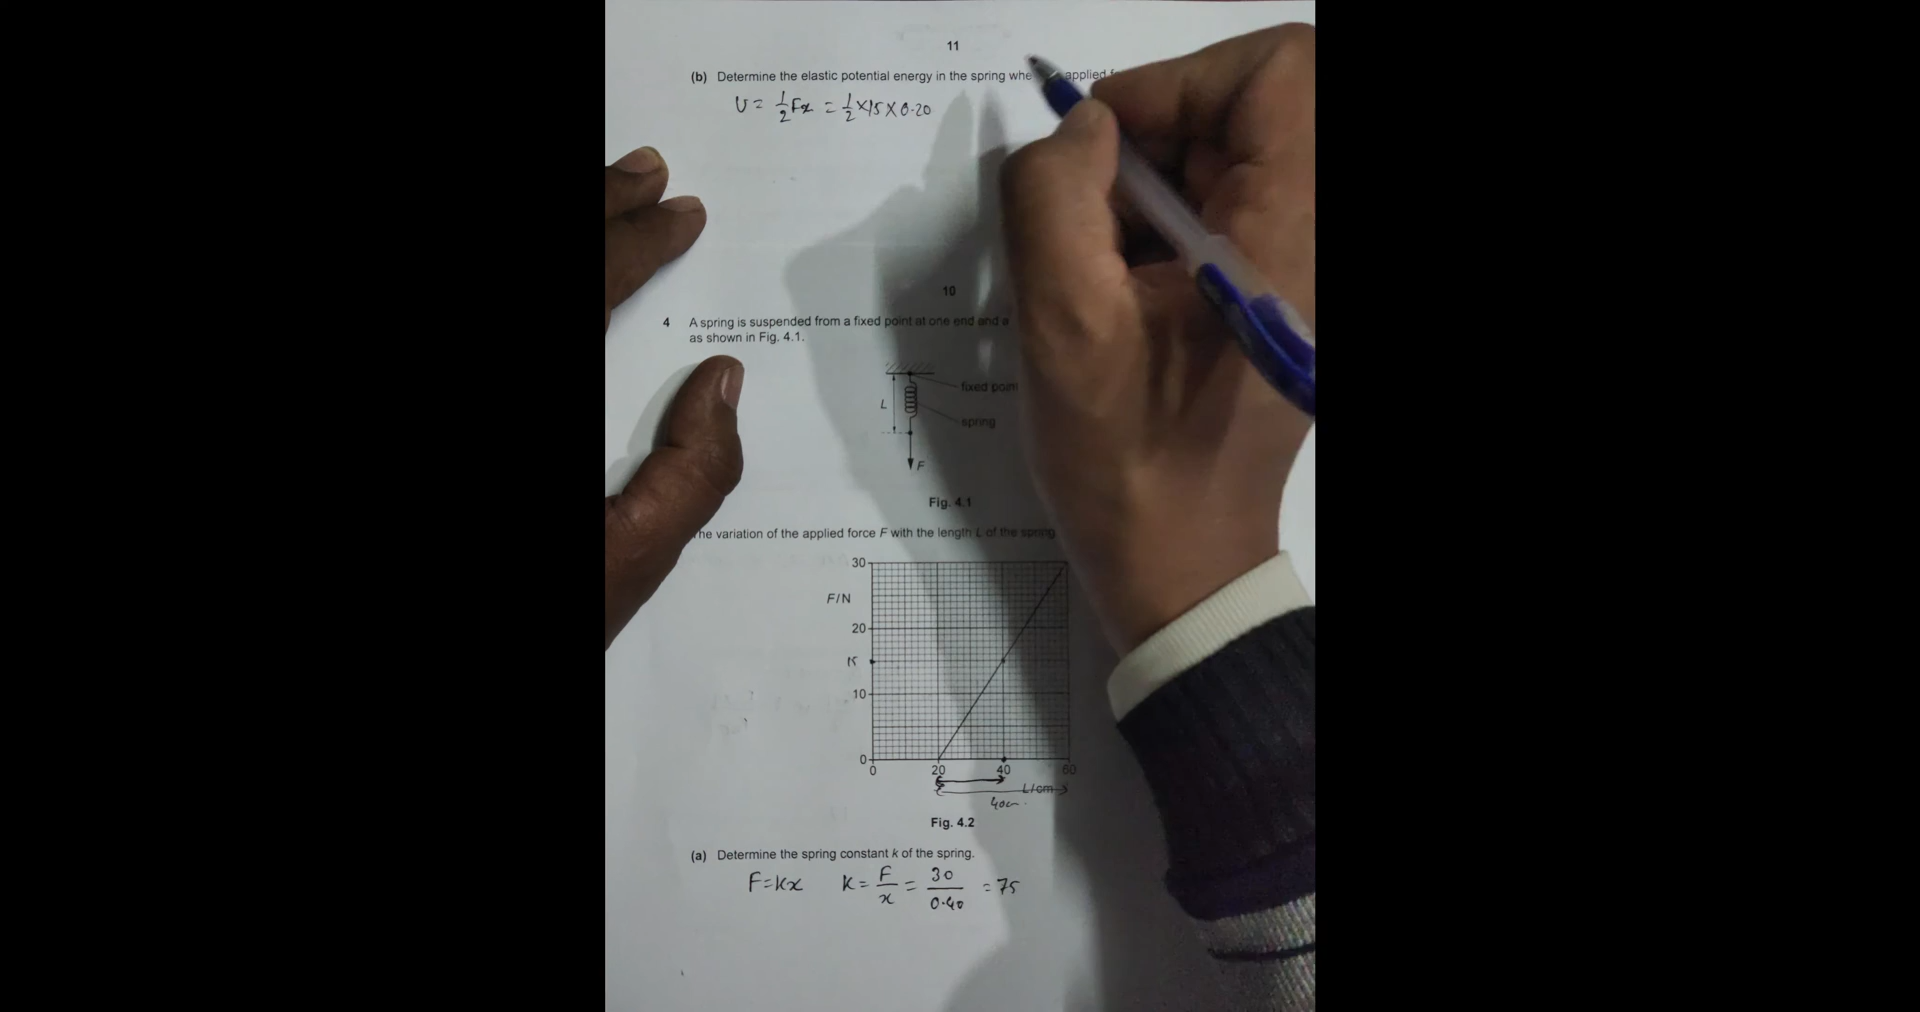 11
(b) Determine the elastic potential energy in the spring applied
U = 1/2 Fx = 1/2 × 15 × 0.20
10
4 A spring is suspended from a fixed point at one end and a
as shown in Fig. 4.1.
fixed point
L
spring
F
Fig. 4.1
he variation of the applied force F with the length L of the spring
30
F/N
20
15
10
0
0 20 40 60
L/cm
40cm
Fig. 4.2
(a) Determine the spring constant k of the spring.
F=kx K = F/x = 30/0.40 = 75